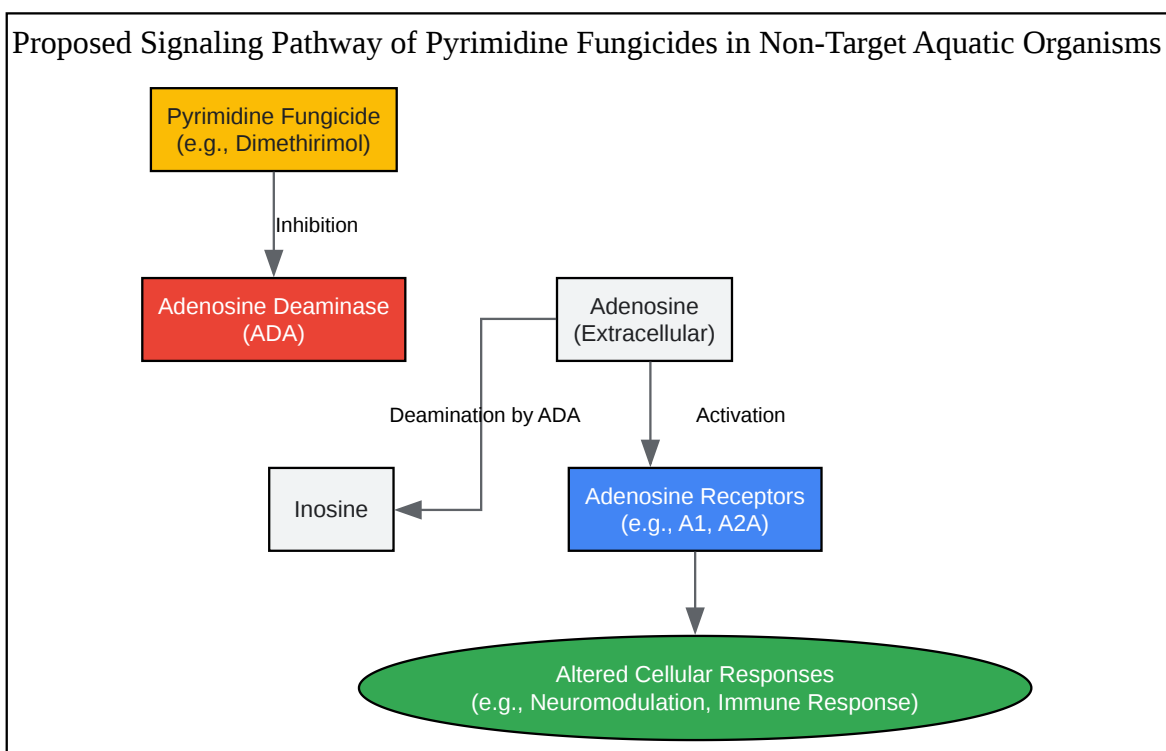 Proposed Signaling Pathway of Pyrimidine Fungicides in Non-Target Aquatic Organisms
Pyrimidine Fungicide
(e.g., Dimethirimol)
Inhibition
Adenosine Deaminase
(ADA)
Adenosine
(Extracellular)
Deamination by ADA
Activation
Inosine
Adenosine Receptors
(e.g., A1, A2A)
Altered Cellular Responses
(e.g., Neuromodulation, Immune Response)